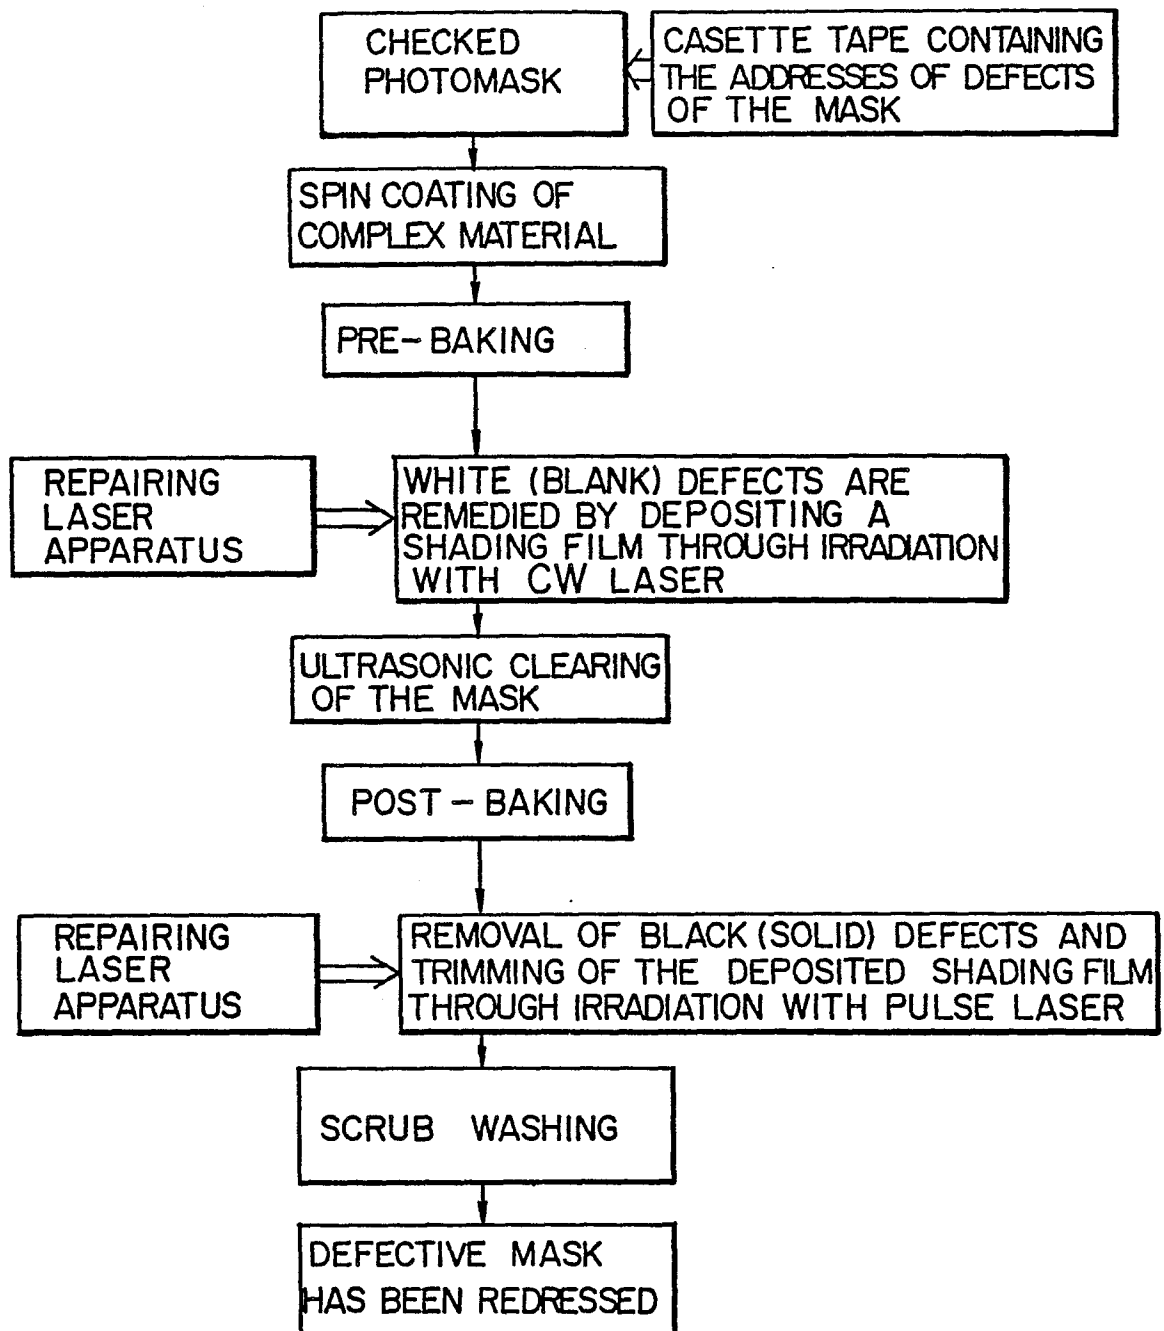 CHECKED
PHOTOMASK
CASETTE TAPE CONTAINING
THE ADDRESSES OF DEFECTS
OF THE MASK
SPIN COATING OF
COMPLEX MATERIAL
PRE-BAKING
REPAIRING
LASER
APPARATUS
WHITE (BLANK) DEFECTS ARE
REMEDIED BY DEPOSITING A
SHADING FILM THROUGH IRRADIATION
WITH CW LASER
ULTRASONIC CLEARING
OF THE MASK
POST-BAKING
REPAIRING
LASER
APPARATUS
REMOVAL OF BLACK (SOLID) DEFECTS AND
TRIMMING OF THE DEPOSITED SHADING FILM
THROUGH IRRADIATION WITH PULSE LASER
SCRUB WASHING
DEFECTIVE MASK
HAS BEEN REDRESSED